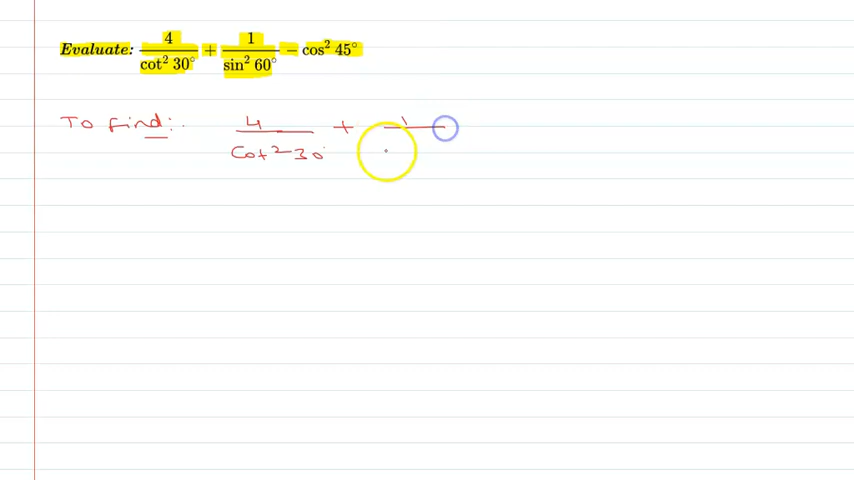 Evaluate: 4/cot² 30° + 1/sin² 60° − cos² 45°
To find:- 4/Cot² 30° + 1/